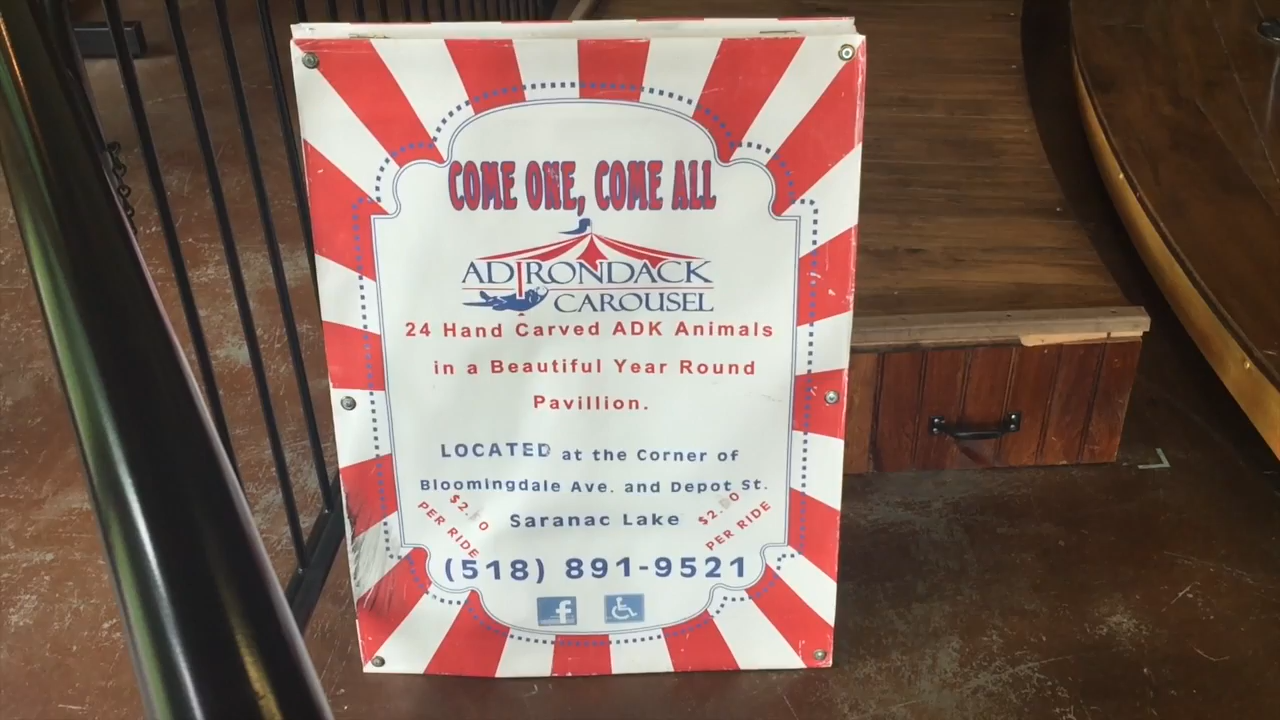 COME ONE, COME ALL
ADIRONDACK
CAROUSEL
24 Hand Carved ADK Animals
in a Beautiful Year Round
Pavillion.
LOCATED at the Corner of
Bloomingdale Ave. and Depot St.
Saranac Lake
PER RIDE
PER RIDE
(518) 891-9521
f